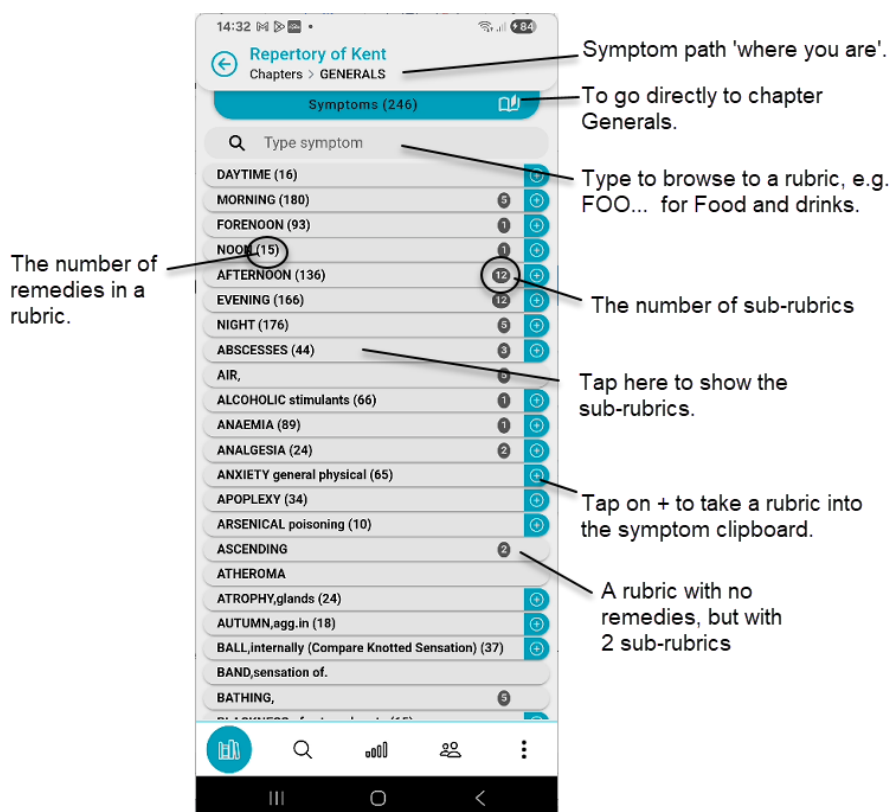 14:32
84
Repertory of Kent
Chapters > GENERALS
Symptoms (246)
Type symptom
DAYTIME (16)
MORNING (180) 5
FORENOON (93) 1
NOON (15) 1
AFTERNOON (136) 12
EVENING (166) 12
NIGHT (176) 5
ABSCESSES (44) 3
AIR, 5
ALCOHOLIC stimulants (66) 1
ANAEMIA (89) 1
ANALGESIA (24) 2
ANXIETY general physical (65)
APOPLEXY (34)
ARSENICAL poisoning (10)
ASCENDING 2
ATHEROMA
ATROPHY,glands (24)
AUTUMN,agg.in (18)
BALL,internally (Compare Knotted Sensation) (37)
BAND,sensation of.
BATHING, 5
The number of
remedies in a
rubric.
Symptom path 'where you are'.
To go directly to chapter
Generals.
Type to browse to a rubric, e.g.
FOO... for Food and drinks.
The number of sub-rubrics
Tap here to show the
sub-rubrics.
Tap on + to take a rubric into
the symptom clipboard.
A rubric with no
remedies, but with
2 sub-rubrics